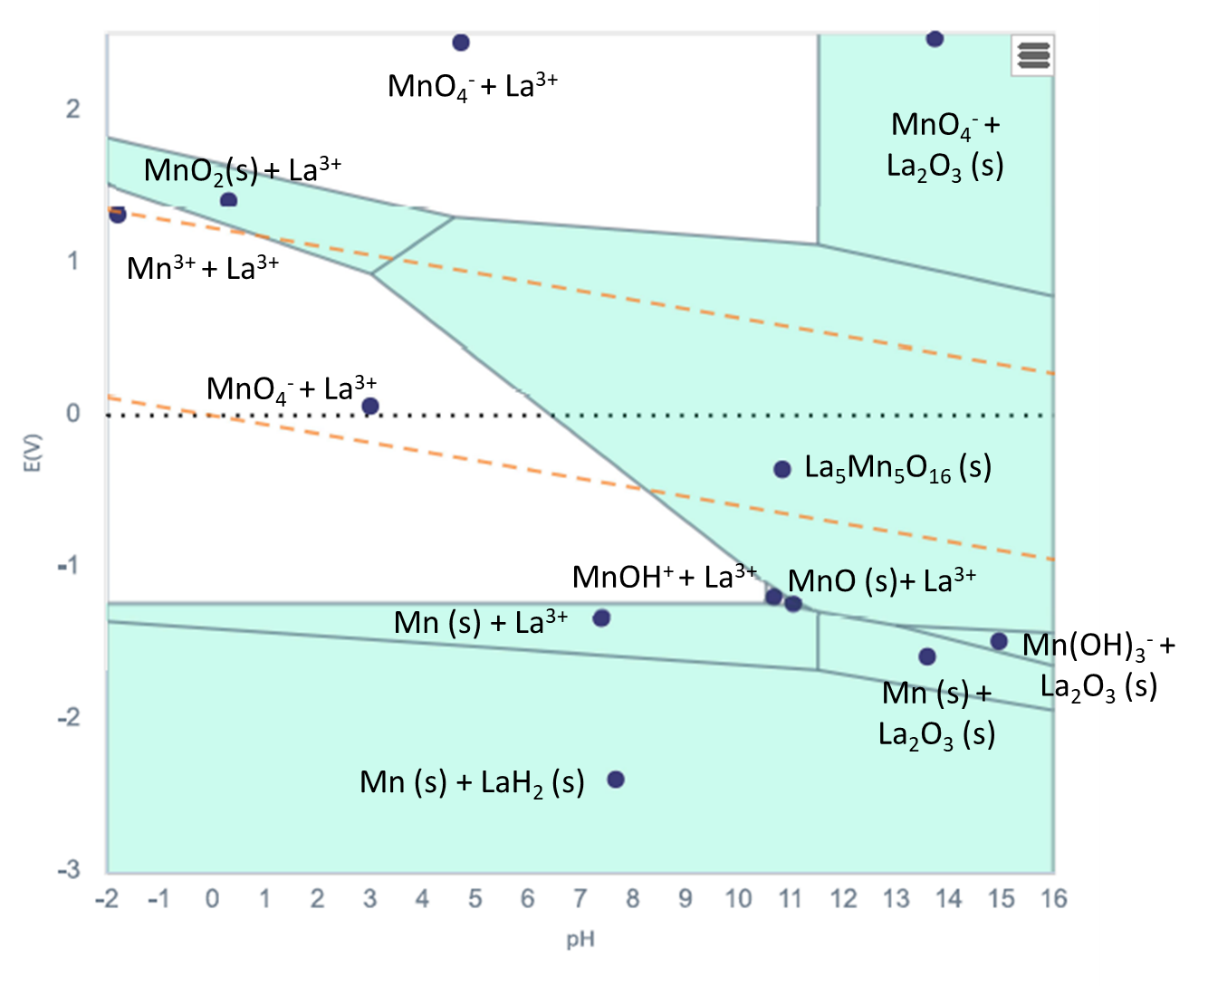 MnO₄⁻ + La³⁺
MnO₄⁻ +
La₂O₃ (s)
2
MnO₂(s) + La³⁺
1
Mn³⁺ + La³⁺
MnO₄⁻ + La³⁺
0
E(V)
La₅Mn₅O₁₆ (s)
-1
MnOH⁺ + La³⁺
MnO (s)+ La³⁺
Mn (s) + La³⁺
Mn(OH)₃⁻ +
La₂O₃ (s)
Mn (s) +
La₂O₃ (s)
-2
Mn (s) + LaH₂ (s)
-3
-2 -1 0 1 2 3 4 5 6 7 8 9 10 11 12 13 14 15 16
pH